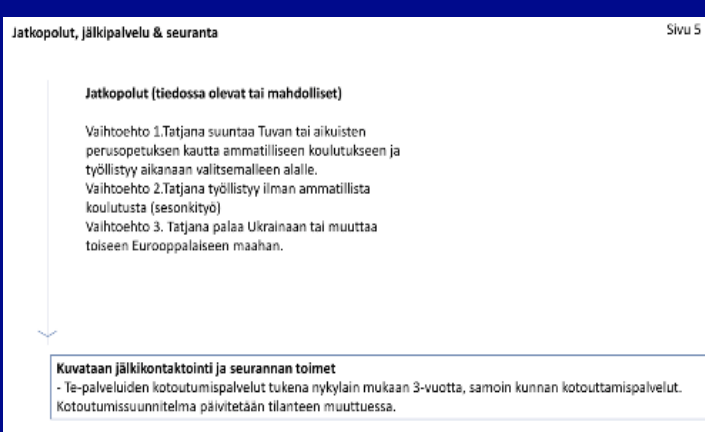 Jatkopolut, jälkipalvelu & seuranta
Sivu 5
Jatkopolut (tiedossa olevat tai mahdolliset)
Vaihtoehto 1.Tatjana suuntaa Tuvan tai aikuisten
perusopetuksen kautta ammatilliseen koulutukseen ja
työllistyy aikanaan valitsemalleen alalle.
Vaihtoehto 2.Tatjana työllistyy ilman ammatillista
koulutusta (sesonkityö)
Vaihtoehto 3. Tatjana palaa Ukrainaan tai muuttaa
toiseen Eurooppalaiseen maahan.
Kuvataan jälkikontaktointi ja seurannan toimet
- Te-palveluiden kotoutumispalvelut tukena nykylain mukaan 3-vuotta, samoin kunnan kotouttamispalvelut.
Kotoutumissuunnitelma päivitetään tilanteen muuttuessa.